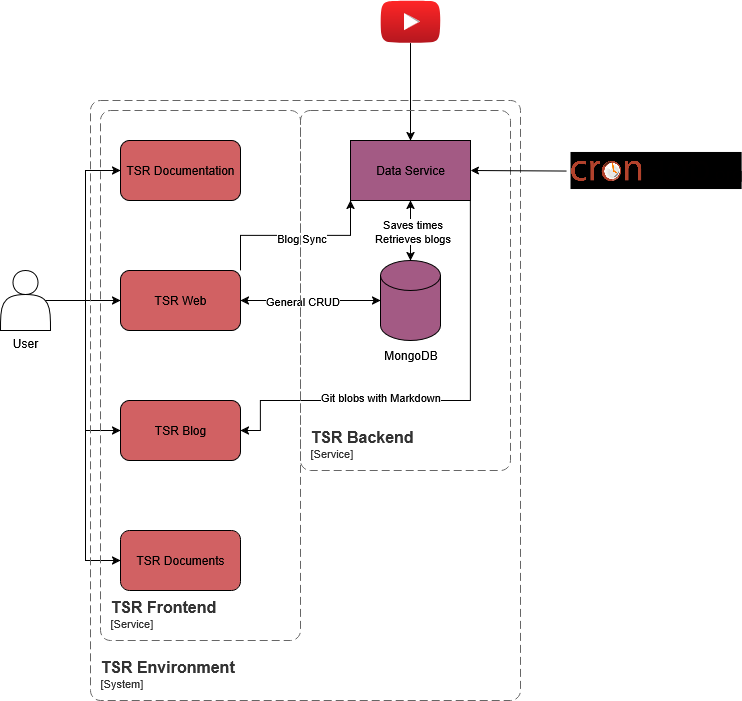 TSR Documentation
Data Service
cron
Saves times
Retrieves blogs
Blog Sync
TSR Web
General CRUD
User
MongoDB
Git blobs with Markdown
TSR Blog
TSR Backend
[Service]
TSR Documents
TSR Frontend
[Service]
TSR Environment
[System]